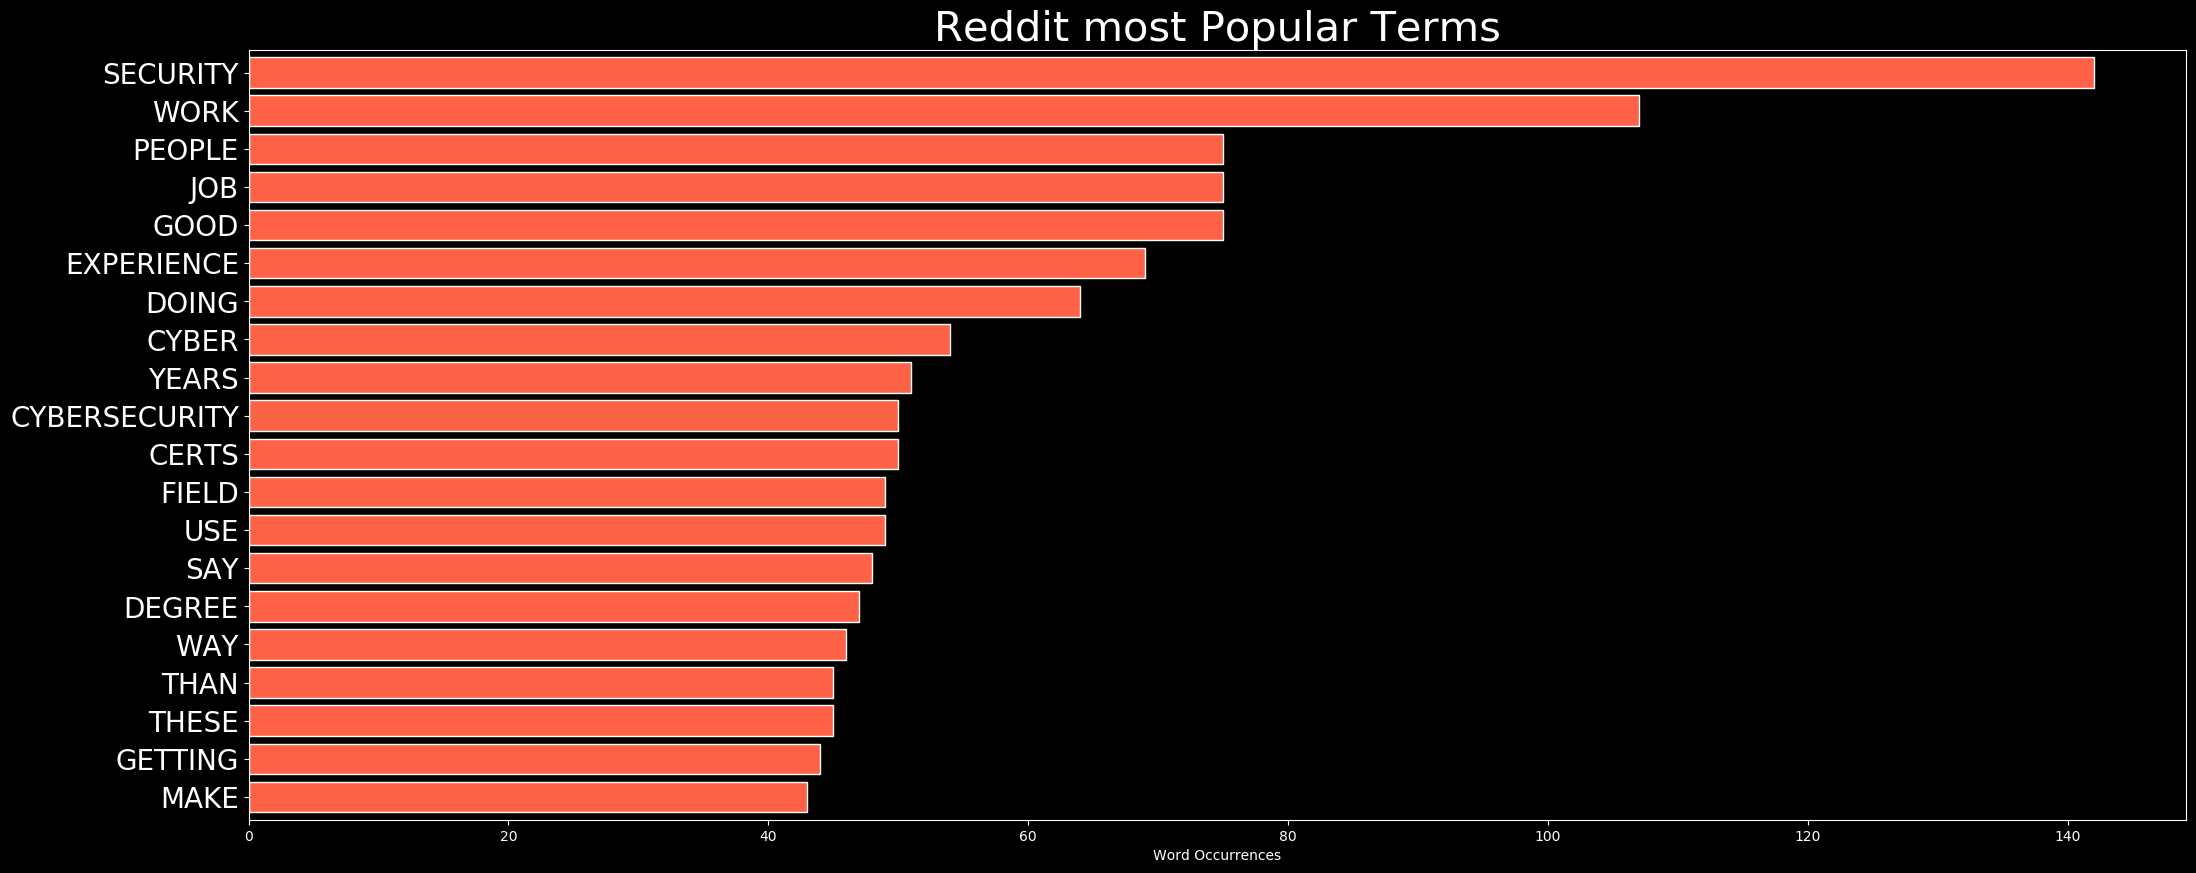 Reddit most Popular Terms
SECURITY
WORK
PEOPLE
JOB
GOOD
EXPERIENCE
DOING
CYBER
YEARS
CYBERSECURITY
CERTS
FIELD
USE
SAY
DEGREE
WAY
THAN
THESE
GETTING
MAKE
0 20 40 60 80 100 120 140
Word Occurrences